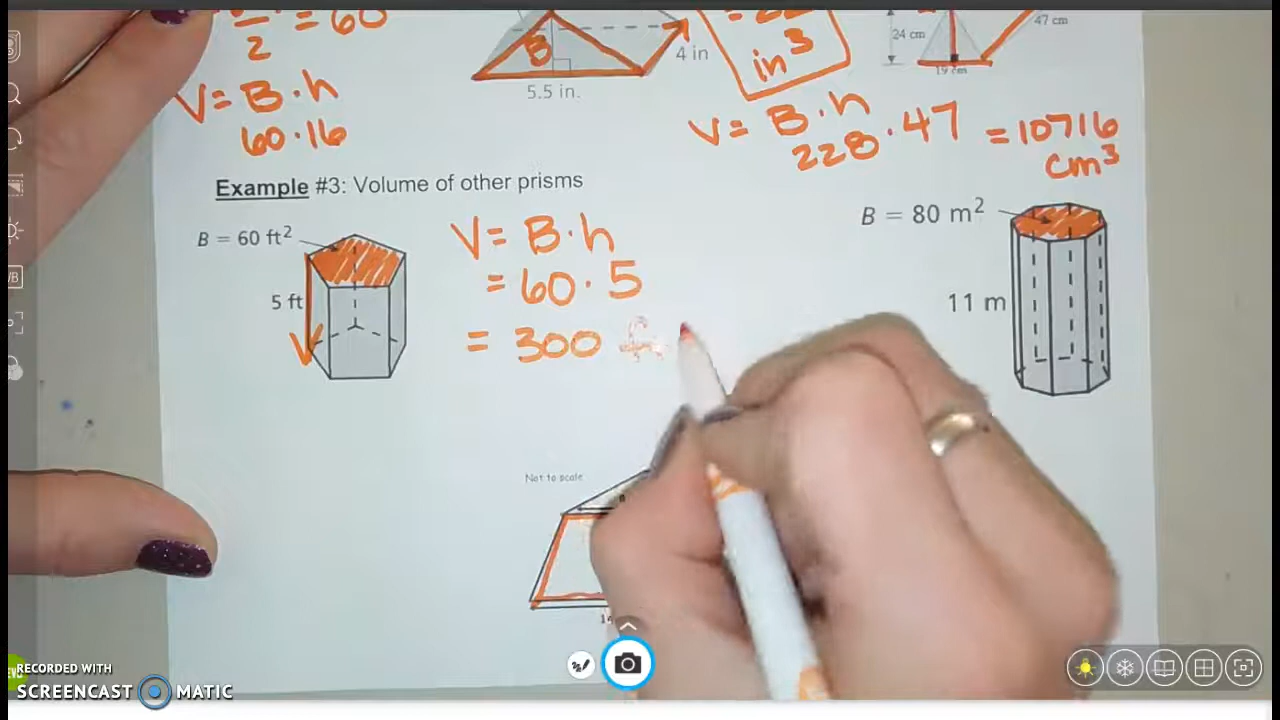 2 = 60
B
5.5 in.
4 in
in³
24 cm
47 cm
19 cm
V = B · h
60 · 16
V = B · h
228 · 47 = 10716
cm³
Example #3: Volume of other prisms
B = 60 ft²
5 ft
V = B · h
= 60 · 5
= 300 f
B = 80 m²
11 m
Not to scale
RECORDED WITH
SCREENCAST MATIC